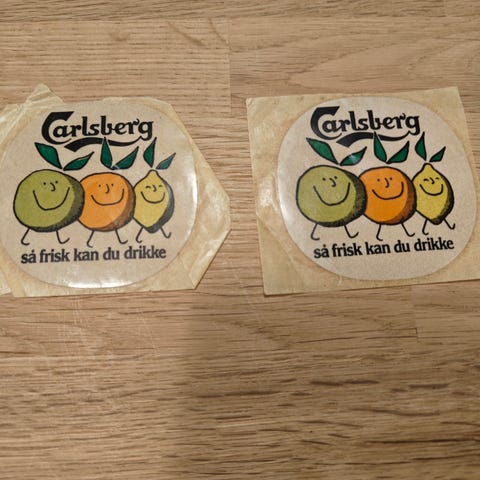 Carlsberg
så frisk kan du drikke
Carlsberg
så frisk kan du drikke